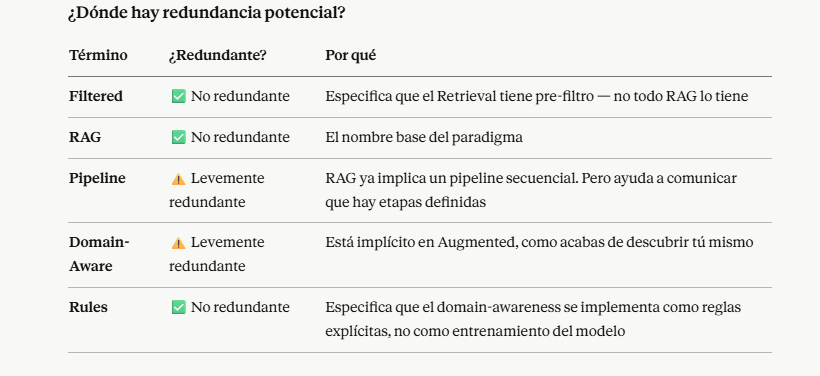 ¿Dónde hay redundancia potencial?
Término ¿Redundante? Por qué
Filtered ✅ No redundante Especifica que el Retrieval tiene pre-filtro — no todo RAG lo tiene
RAG ✅ No redundante El nombre base del paradigma
Pipeline ⚠️ Levemente RAG ya implica un pipeline secuencial. Pero ayuda a comunicar
redundante que hay etapas definidas
Domain- ⚠️ Levemente Está implícito en Augmented, como acabas de descubrir tú mismo
Aware redundante
Rules ✅ No redundante Especifica que el domain-awareness se implementa como reglas
explícitas, no como entrenamiento del modelo